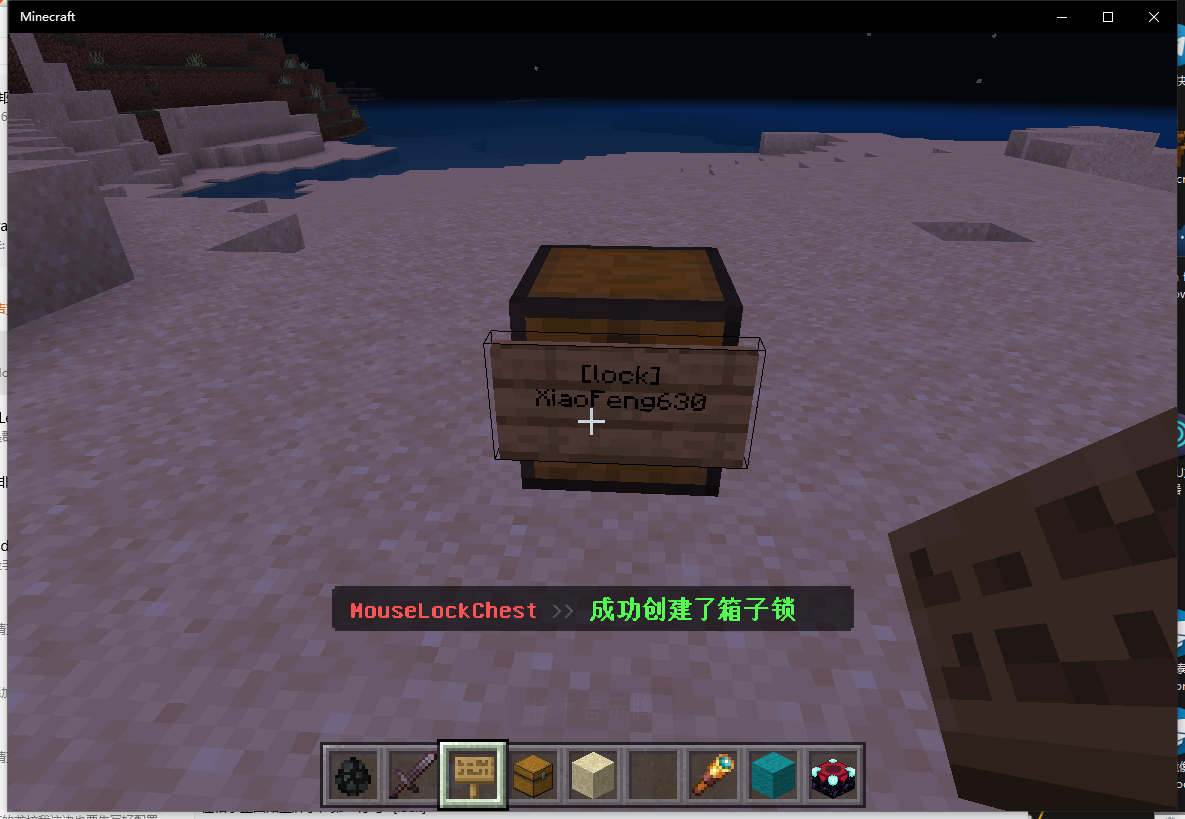 Minecraft
[lock]
XiaoFeng630
MouseLockChest >> 成功创建了箱子锁